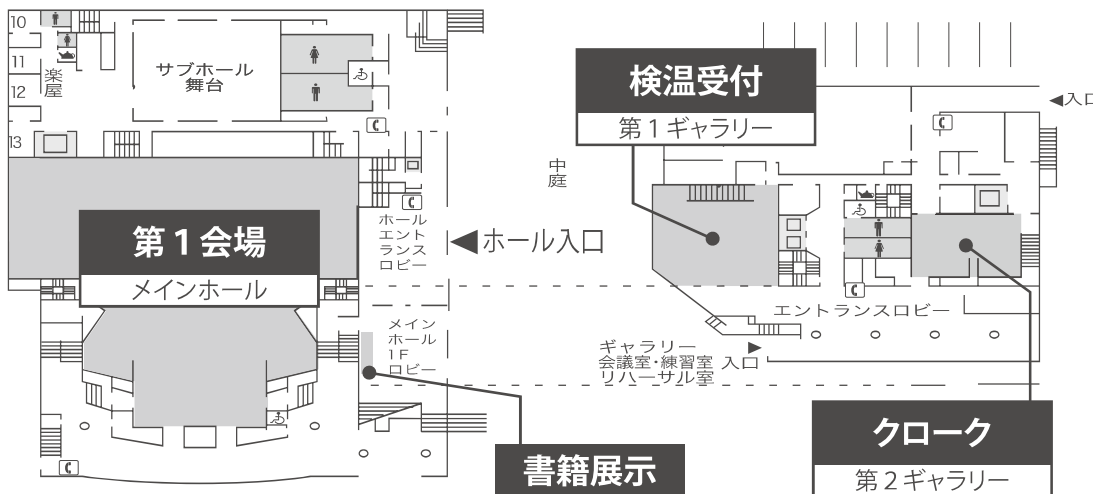 10
11
12
13
楽屋
サブホール
舞台
検温受付
第1ギャラリー
◀入口
中庭
第1会場
メインホール
ホール
エント
ランス
ロビー
◀ホール入口
メイン
ホール
1F
ロビー
エントランスロビー
ギャラリー
会議室・練習室
リハーサル室
入口▶
書籍展示
クローク
第2ギャラリー